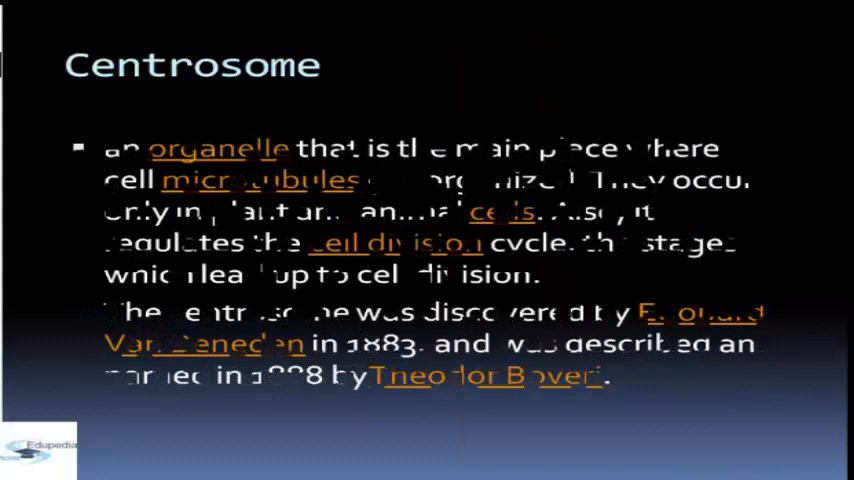 Centrosome
an organelle that is the main place where
cell microtubules organized. They occur
only in plant and animal cells. Also, it
regulates the cell division cycle, the stages
which lead up to cell division.
The centrosome was discovered by Edouard
Van Beneden in 1883, and was described an
named in 1888 by Theodor Boveri.
Edupedia